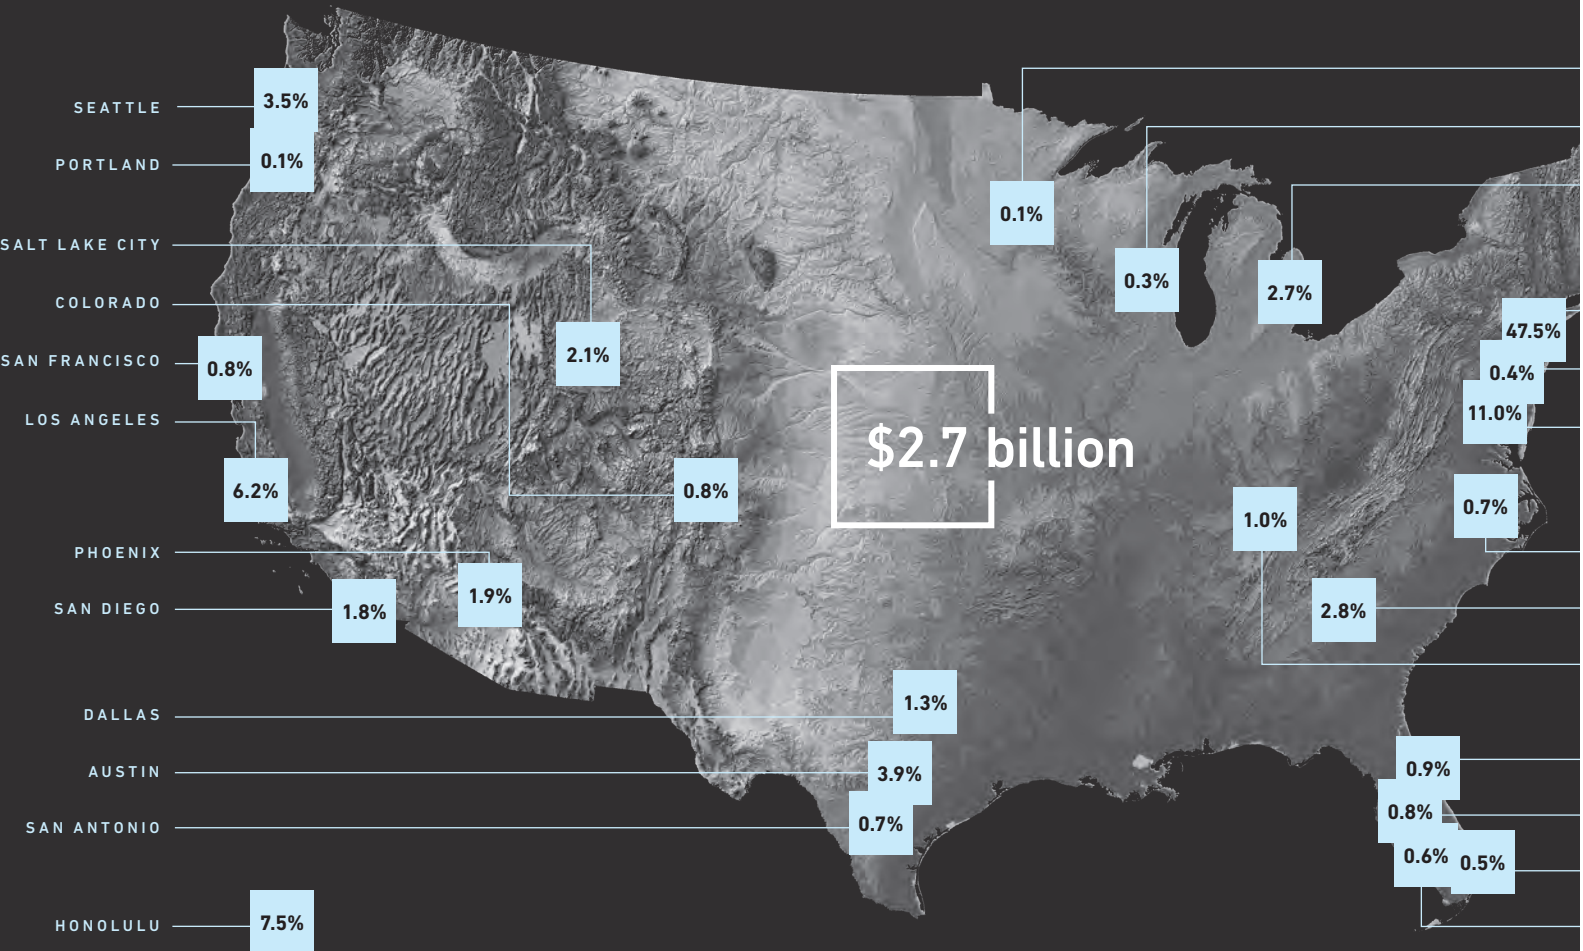 SEATTLE
3.5%
PORTLAND
0.1%
SALT LAKE CITY
2.1%
COLORADO
0.8%
SAN FRANCISCO
0.8%
LOS ANGELES
6.2%
PHOENIX
1.9%
SAN DIEGO
1.8%
DALLAS
1.3%
AUSTIN
3.9%
SAN ANTONIO
0.7%
HONOLULU
7.5%
$2.7 billion
0.1%
0.3%
2.7%
47.5%
0.4%
11.0%
0.7%
1.0%
2.8%
0.9%
0.8%
0.6%
0.5%